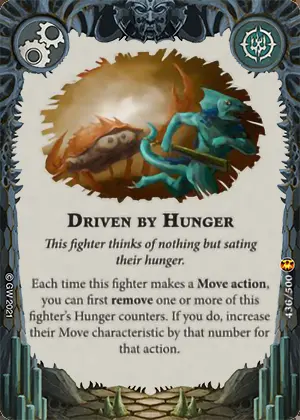 DRIVEN BY HUNGER
This fighter thinks of nothing but sating
their hunger.
Each time this fighter makes a Move action,
you can first remove one or more of this
fighter's Hunger counters. If you do, increase
their Move characteristic by that number for
that action.
© GW 2021
436/500